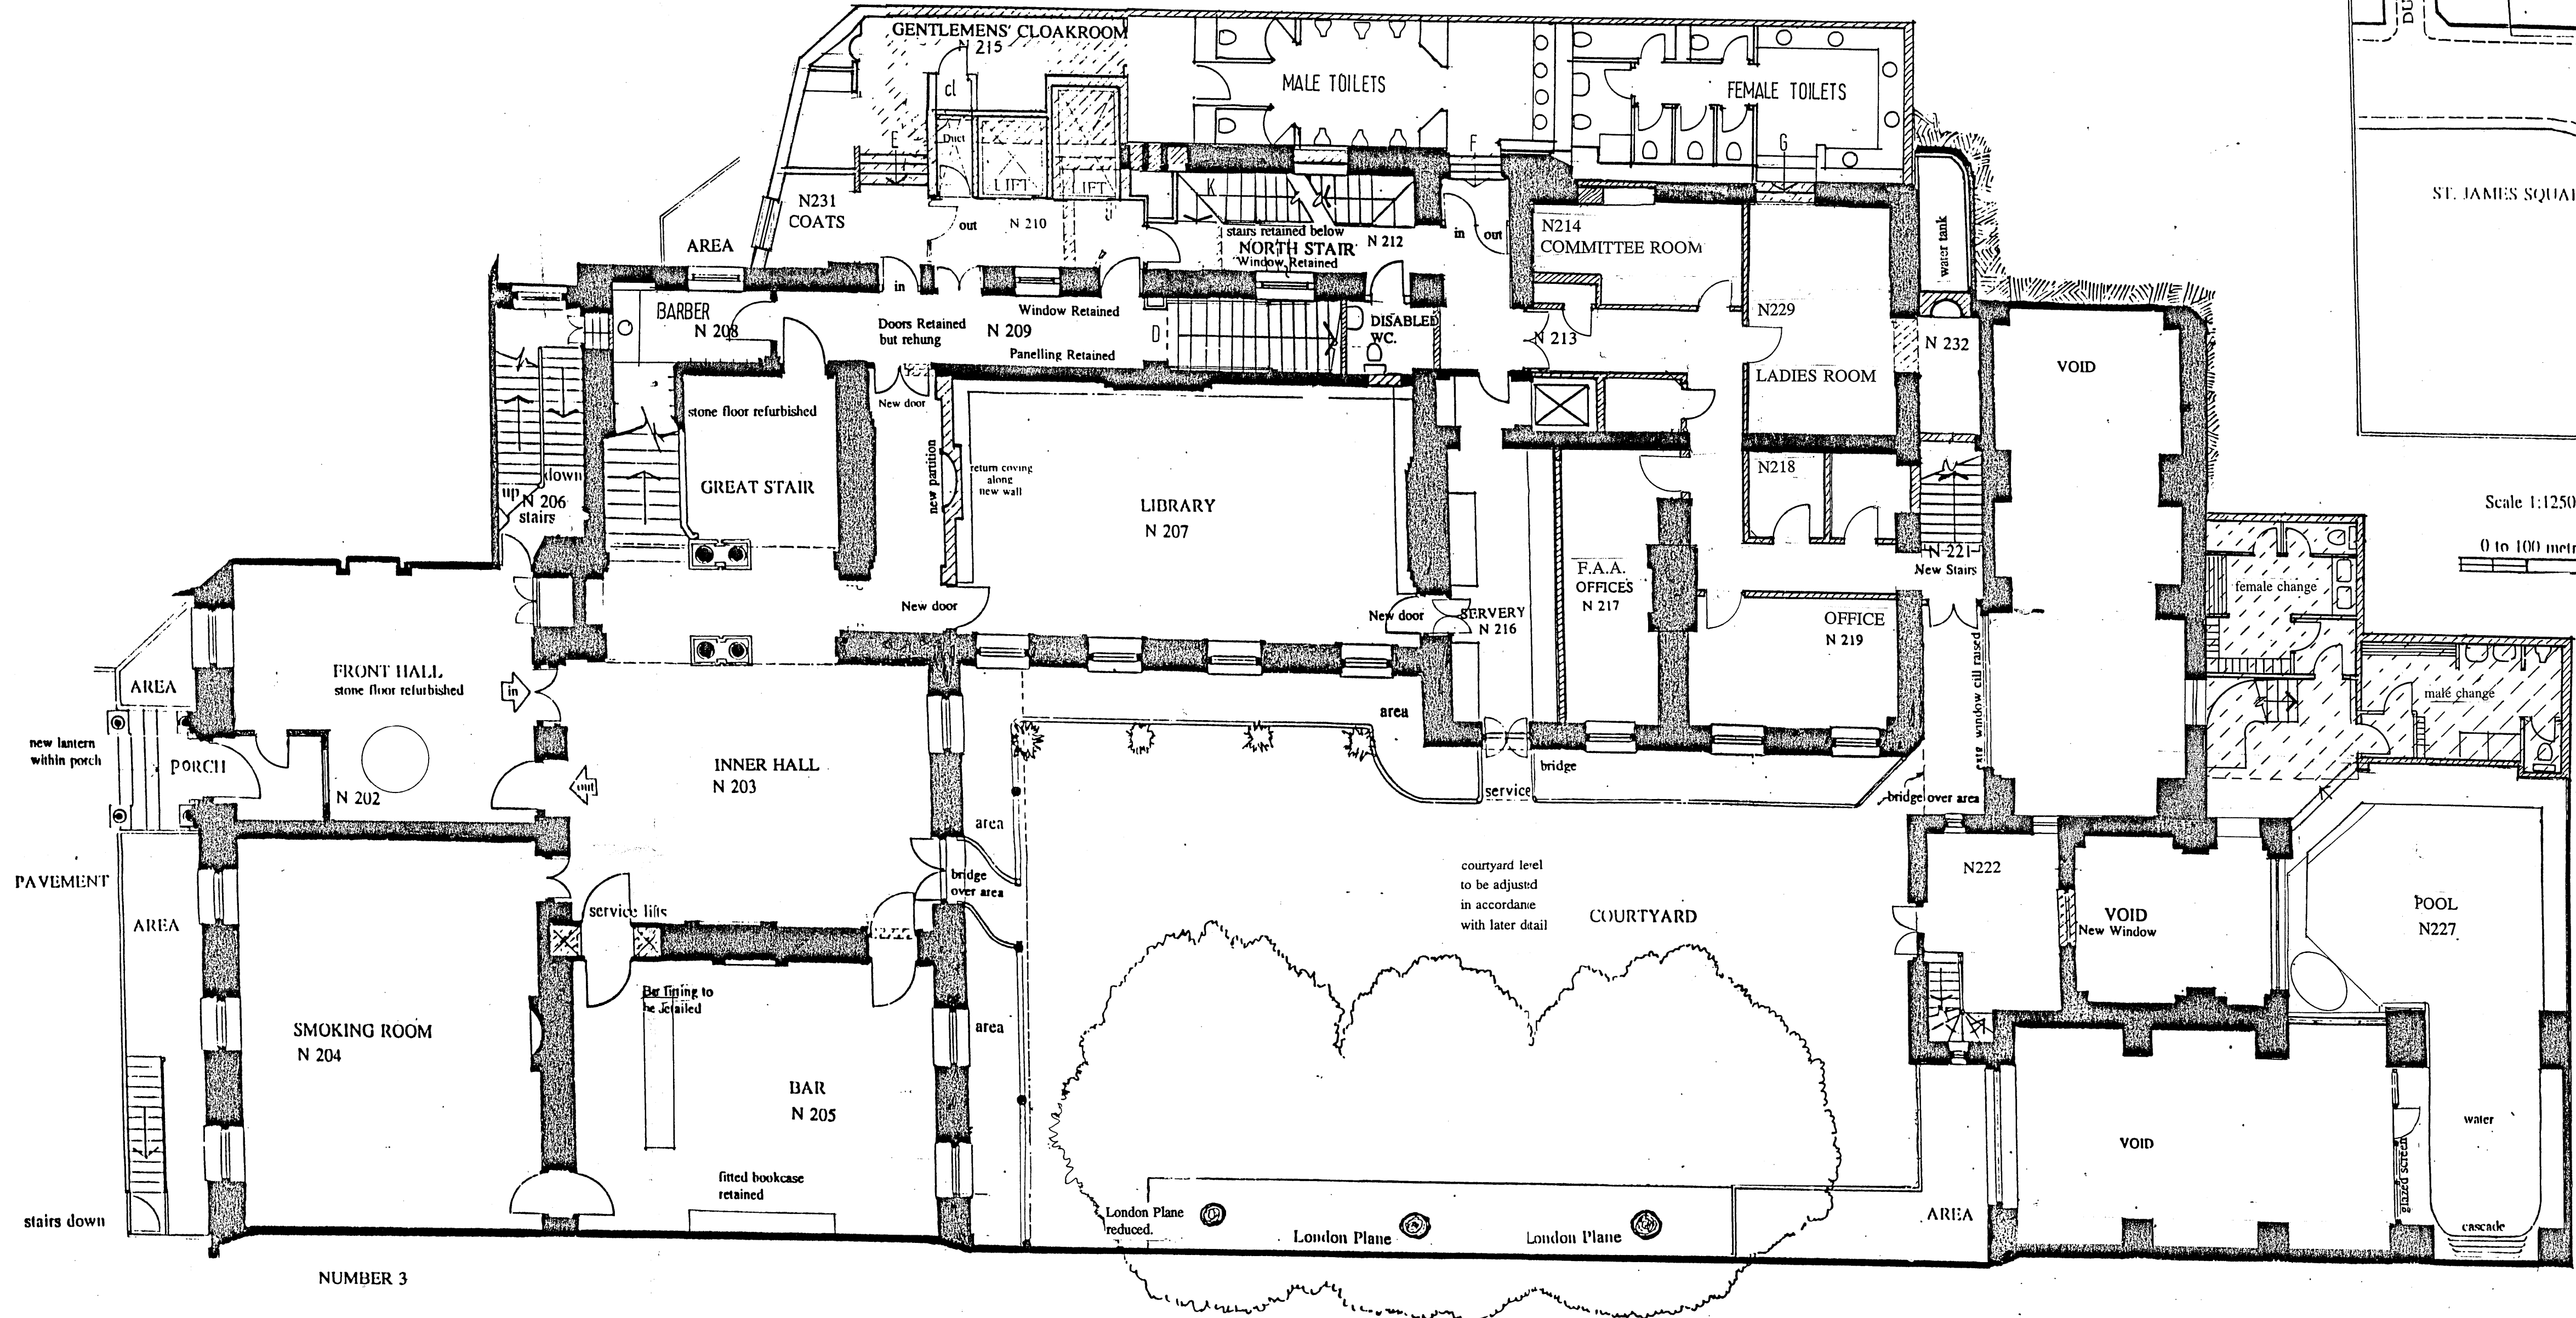 GENTLEMENS' CLOAKROOM
N 215
cl
Duct
E
LIFT
LIFT
MALE TOILETS
F
FEMALE TOILETS
G
ST. JAMES SQUA
N231
COATS
out
N 210
K
stairs retained below
NORTH STAIR
N 212
Window Retained
in
out
N214
COMMITTEE ROOM
water tank
AREA
BARBER
N 208
in
Doors Retained
but rehung
N 209
Window Retained
Panelling Retained
D
DISABLED
WC.
N 213
N229
LADIES ROOM
N 232
VOID
stone floor refurbished
New door
GREAT STAIR
new partition
return coving
along
new wall
LIBRARY
N 207
down
up
N 206
stairs
N218
Scale 1:1250
0 to 100 met
N 221
New Stairs
F.A.A.
OFFICES
N 217
female change
New door
New door
SERVERY
N 216
OFFICE
N 219
extg window cill raised
FRONT HALL
stone floor refurbished
in
AREA
male change
area
new lantern
within porch
PORCH
N 202
out
INNER HALL
N 203
bridge
service
bridge over area
area
PAVEMENT
AREA
bridge
over area
service lifts
courtyard level
to be adjusted
in accordance
with later detail
COURTYARD
N222
VOID
New Window
POOL
N227
Bar fitting to
be detailed
SMOKING ROOM
N 204
area
BAR
N 205
water
VOID
glazed screen
fitted bookcase
retained
stairs down
London Plane
reduced.
London Plane
London Plane
AREA
cascade
NUMBER 3